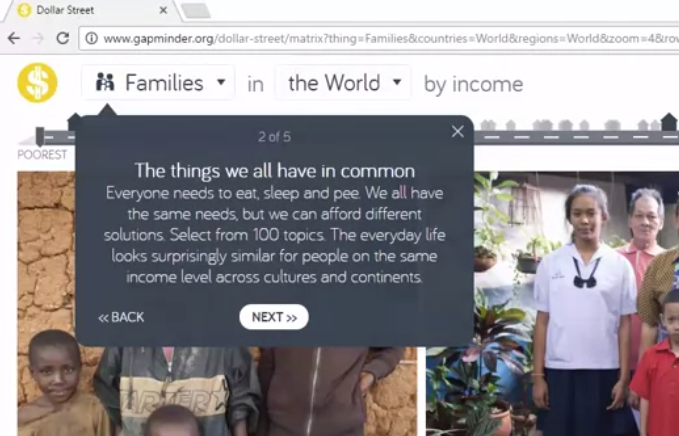 Dollar Street
www.gapminder.org/dollar-street/matrix?thing=Families&countries=World&regions=World&zoom=4&rov
$ Families in the World by income
POOREST
2 of 5
The things we all have in common
Everyone needs to eat, sleep and pee. We all have
the same needs, but we can afford different
solutions. Select from 100 topics. The everyday life
looks surprisingly similar for people on the same
income level across cultures and continents.
« BACK
NEXT »